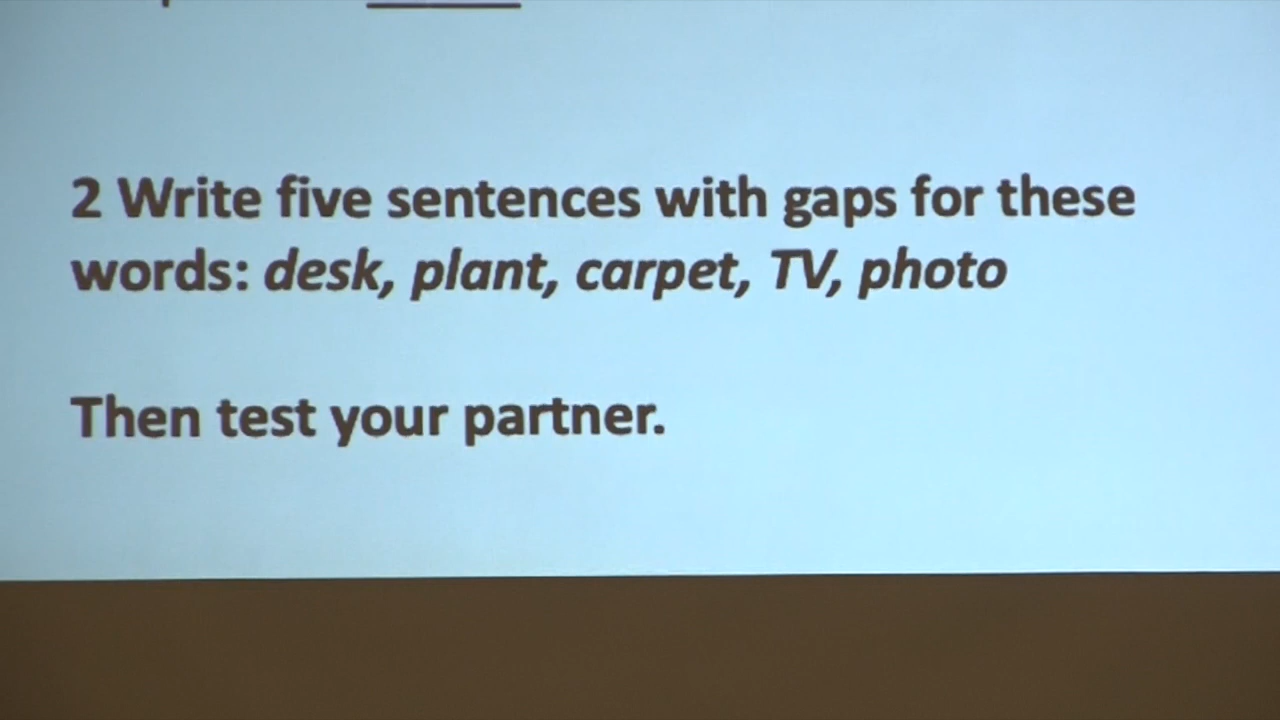 2 Write five sentences with gaps for these
words: desk, plant, carpet, TV, photo
Then test your partner.